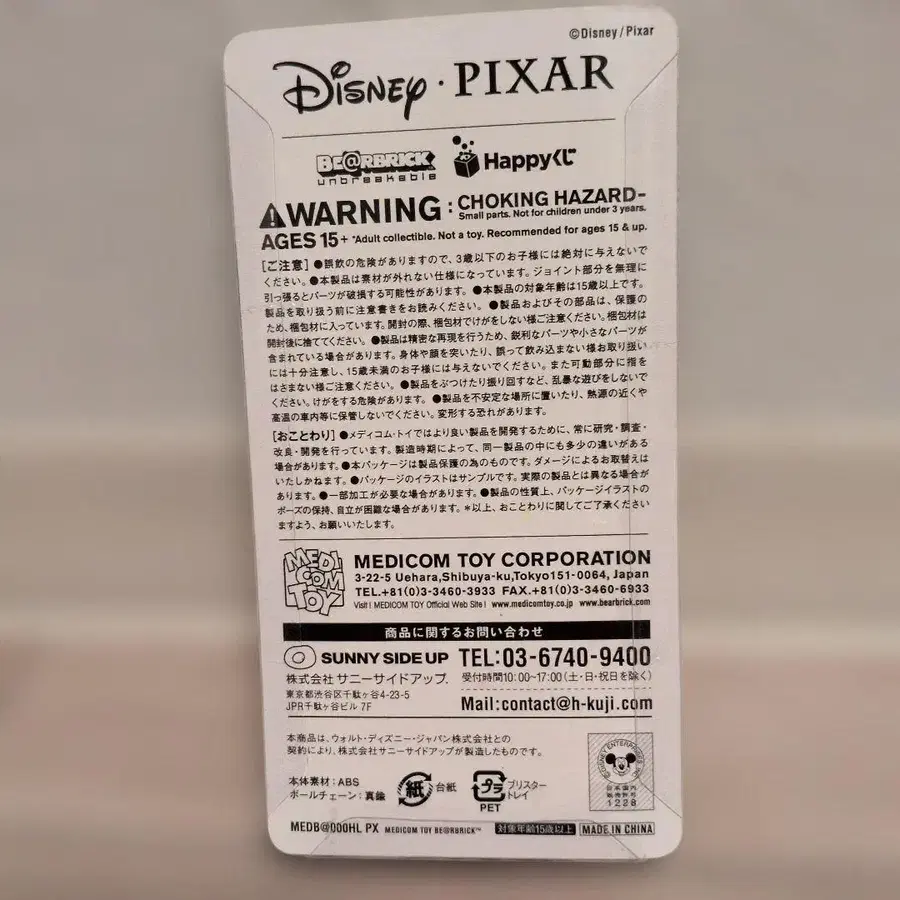 ©Disney/Pixar
Disney · PIXAR
BE@RBRICK
unbreakable
Happyくじ
WARNING : CHOKING HAZARD-
Small parts. Not for children under 3 years.
AGES 15+ *Adult collectible. Not a toy. Recommended for ages 15 & up.
[ご注意] ●誤飲の危険がありますので、3歳以下のお子様には絶対に与えないで
ください。●本製品は素材が外れない仕様になっています。ジョイント部分を無理に
引っ張るとパーツが破損する可能性があります。●本製品の対象年齢は15歳以上です。
製品を取り扱う前に注意書きをお読みください。●製品およびその部品は、保護の
ため、梱包材に入っています。開封の際、梱包材でけがをしない様ご注意ください。梱包材は
開封後に捨ててください。●製品は精密な再現を行うため、鋭利なパーツや小さなパーツが
含まれている場合があります。身体や顔を突いたり、誤って飲み込まない様お取り扱い
には十分注意し、15歳未満のお子様には与えないでください。また可動部分に指を
はさまない様ご注意ください。●製品をぶつけたり振り回すなど、乱暴な遊びをしないで
ください。けがをする危険があります。●製品を不安定な場所に置いたり、熱源の近くや
高温の車内等に保管しないでください。変形する恐れがあります。
[おことわり] ●メディコム・トイではより良い製品を開発するために、常に研究・調査・
改良・開発を行っています。製造時期によって、同一製品の中にも多少の違いがある
場合があります。●本パッケージは製品保護の為のものです。ダメージによるお取替えは
いたしかねます。●パッケージのイラストはサンプルです。実際の製品とは異なる場合が
あります。●一部加工が必要な場合があります。●製品の性質上、パッケージイラストの
ポーズの保持、自立が困難な場合があります。*以上、おことわりに関してご了承ください
ますよう、お願いいたします。
MEDI
COM
TOY
MEDICOM TOY CORPORATION
3-22-5 Uehara,Shibuya-ku,Tokyo151-0064, Japan
TEL.+81(0)3-3460-3933 FAX.+81(0)3-3460-6933
Visit! MEDICOM TOY Official Web Site! www.medicomtoy.co.jp www.bearbrick.com
商品に関するお問い合わせ
SUNNY SIDE UP TEL:03-6740-9400
株式会社 サニーサイドアップ. 受付時間10:00~17:00(土・日・祝日を除く)
東京都渋谷区千駄ヶ谷4-23-5
JPR千駄ヶ谷ビル 7F
Mail:contact@h-kuji.com
本商品は、ウォルト・ディズニー・ジャパン株式会社との
契約により、株式会社サニーサイドアップが製造したものです。
©DISNEY ENTERPRISES, INC.
日本国内
販売許可
1228
本体素材:ABS
ボールチェーン:真鍮
紙 台紙
プラ ブリスター
トレイ
PET
MEDB@000HL PX MEDICOM TOY BE@RBRICK™ 対象年齢15歳以上 MADE IN CHINA